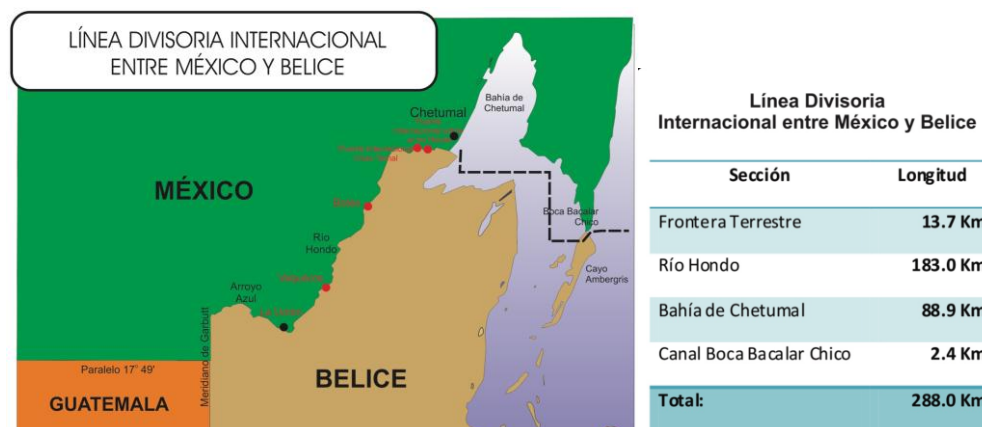 LÍNEA DIVISORIA INTERNACIONAL
ENTRE MÉXICO Y BELICE
Bahía de
Chetumal
Chetumal
MÉXICO
Boca Bacalar
Chico
Río
Hondo
Cayo
Ambergris
Arroyo
Azul
La Unión
Meridiano de Garbutt
Paralelo 17° 49'
BELICE
GUATEMALA
Línea Divisoria
Internacional entre México y Belice
Sección Longitud
Frontera Terrestre 13.7 Km
Río Hondo 183.0 Km
Bahía de Chetumal 88.9 Km
Canal Boca Bacalar Chico 2.4 Km
Total: 288.0 Km